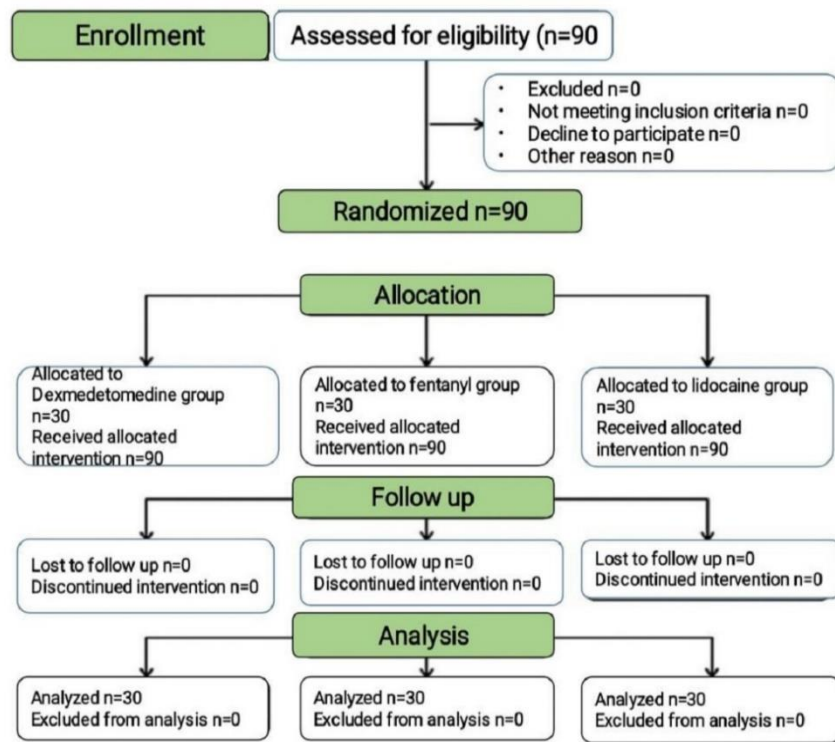 Enrollment
Assessed for eligibility (n=90
• Excluded n=0
• Not meeting inclusion criteria n=0
• Decline to participate n=0
• Other reason n=0
Randomized n=90
Allocation
Allocated to
Dexmedetomedine group
n=30
Received allocated
intervention n=90
Allocated to fentanyl group
n=30
Received allocated
intervention n=90
Allocated to lidocaine group
n=30
Received allocated
intervention n=90
Follow up
Lost to follow up n=0
Discontinued intervention n=0
Lost to follow up n=0
Discontinued intervention n=0
Lost to follow up n=0
Discontinued intervention n=0
Analysis
Analyzed n=30
Excluded from analysis n=0
Analyzed n=30
Excluded from analysis n=0
Analyzed n=30
Excluded from analysis n=0